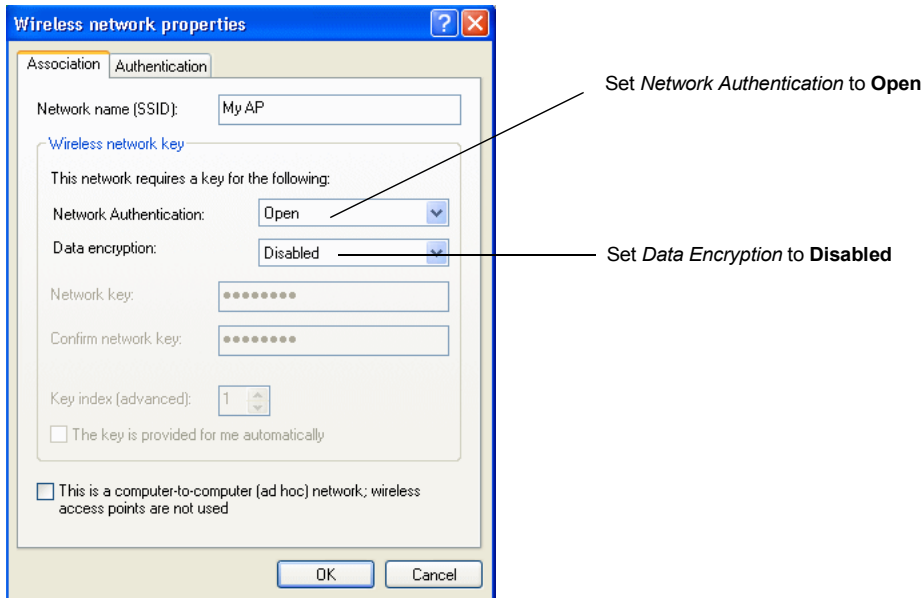 Wireless network properties
Association
Authentication
Network name (SSID):
My AP
Wireless network key
This network requires a key for the following:
Network Authentication:
Open
Data encryption:
Disabled
Network key:
••••••••
Confirm network key:
••••••••
Key index (advanced):
1
The key is provided for me automatically
This is a computer-to-computer (ad hoc) network; wireless
access points are not used
OK
Cancel
Set Network Authentication to Open
Set Data Encryption to Disabled